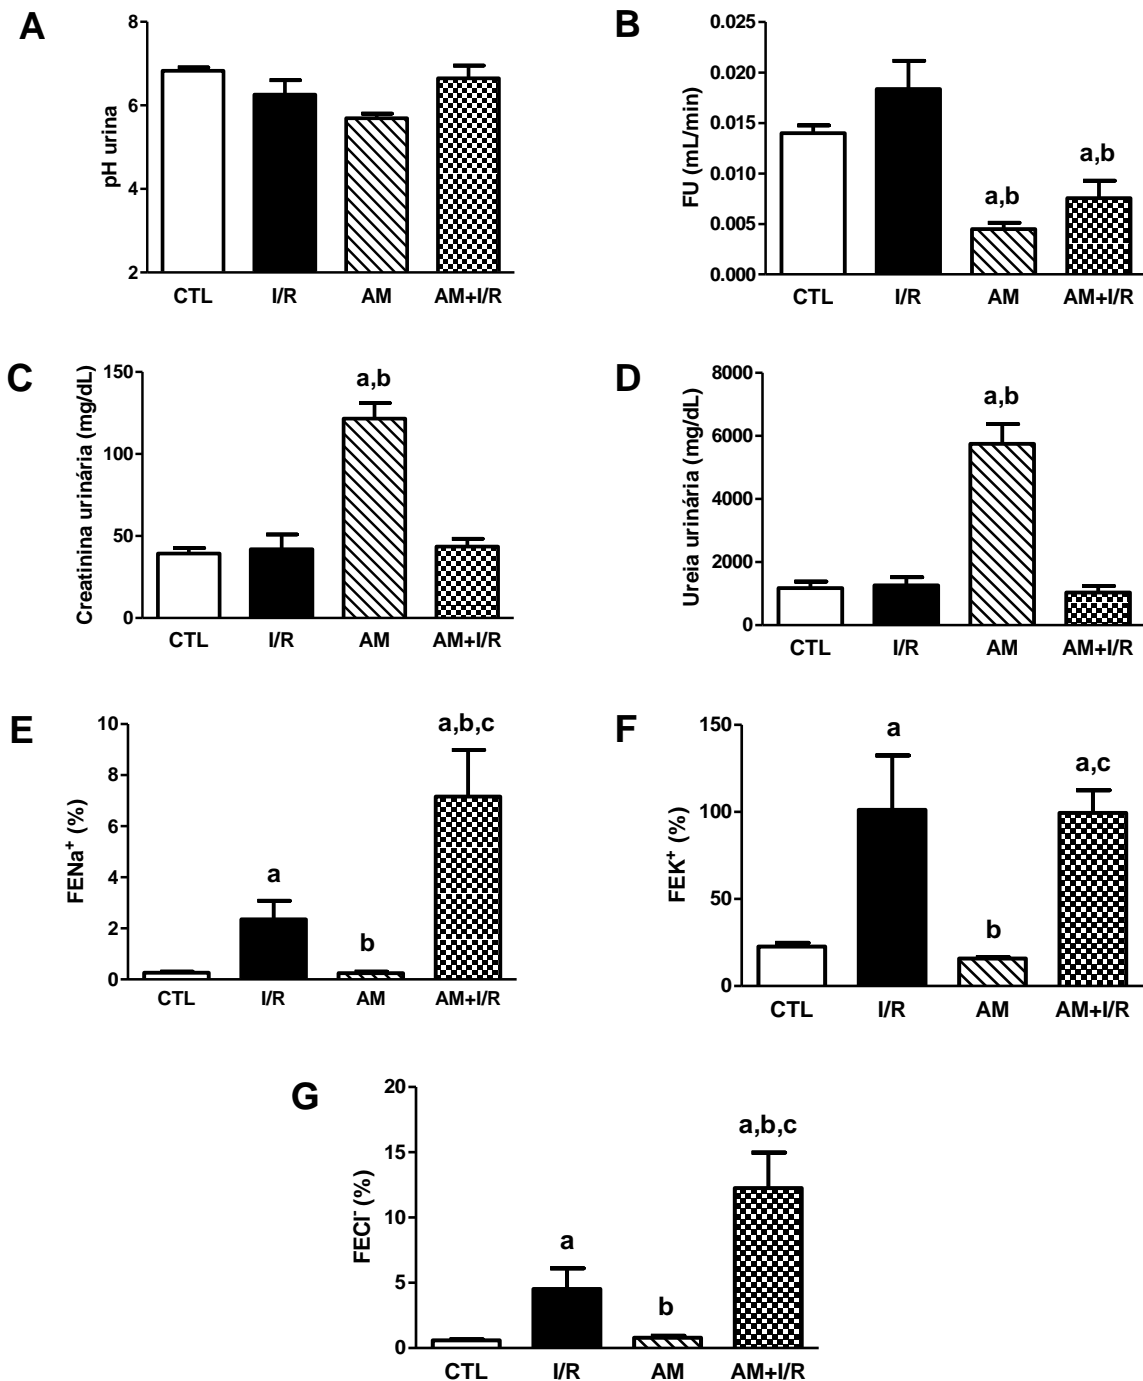 A
pH urina
8
6
4
2
CTL I/R AM AM+I/R
B
FU (mL/min)
0.025
0.020
0.015
0.010
0.005
0.000
a,b
a,b
CTL I/R AM AM+I/R
C
Creatinina urinária (mg/dL)
150
100
50
0
a,b
CTL I/R AM AM+I/R
D
Ureia urinária (mg/dL)
8000
6000
4000
2000
0
a,b
CTL I/R AM AM+I/R
E
FENa⁺ (%)
10
8
6
4
2
0
a
b
a,b,c
CTL I/R AM AM+I/R
F
FEK⁺ (%)
150
100
50
0
a
b
a,c
CTL I/R AM AM+I/R
G
FECl⁻ (%)
20
15
10
5
0
a
b
a,b,c
CTL I/R AM AM+I/R